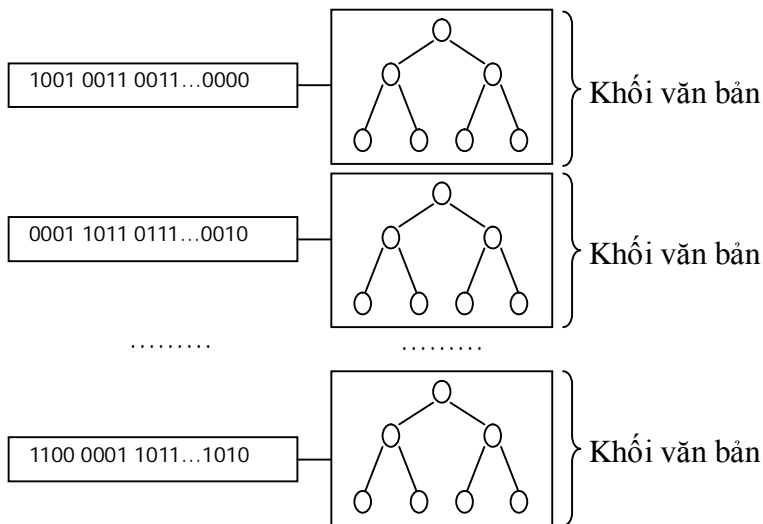 1001 0011 0011…0000
Khối văn bản
0001 1011 0111…0010
Khối văn bản
………
………
1100 0001 1011…1010
Khối văn bản